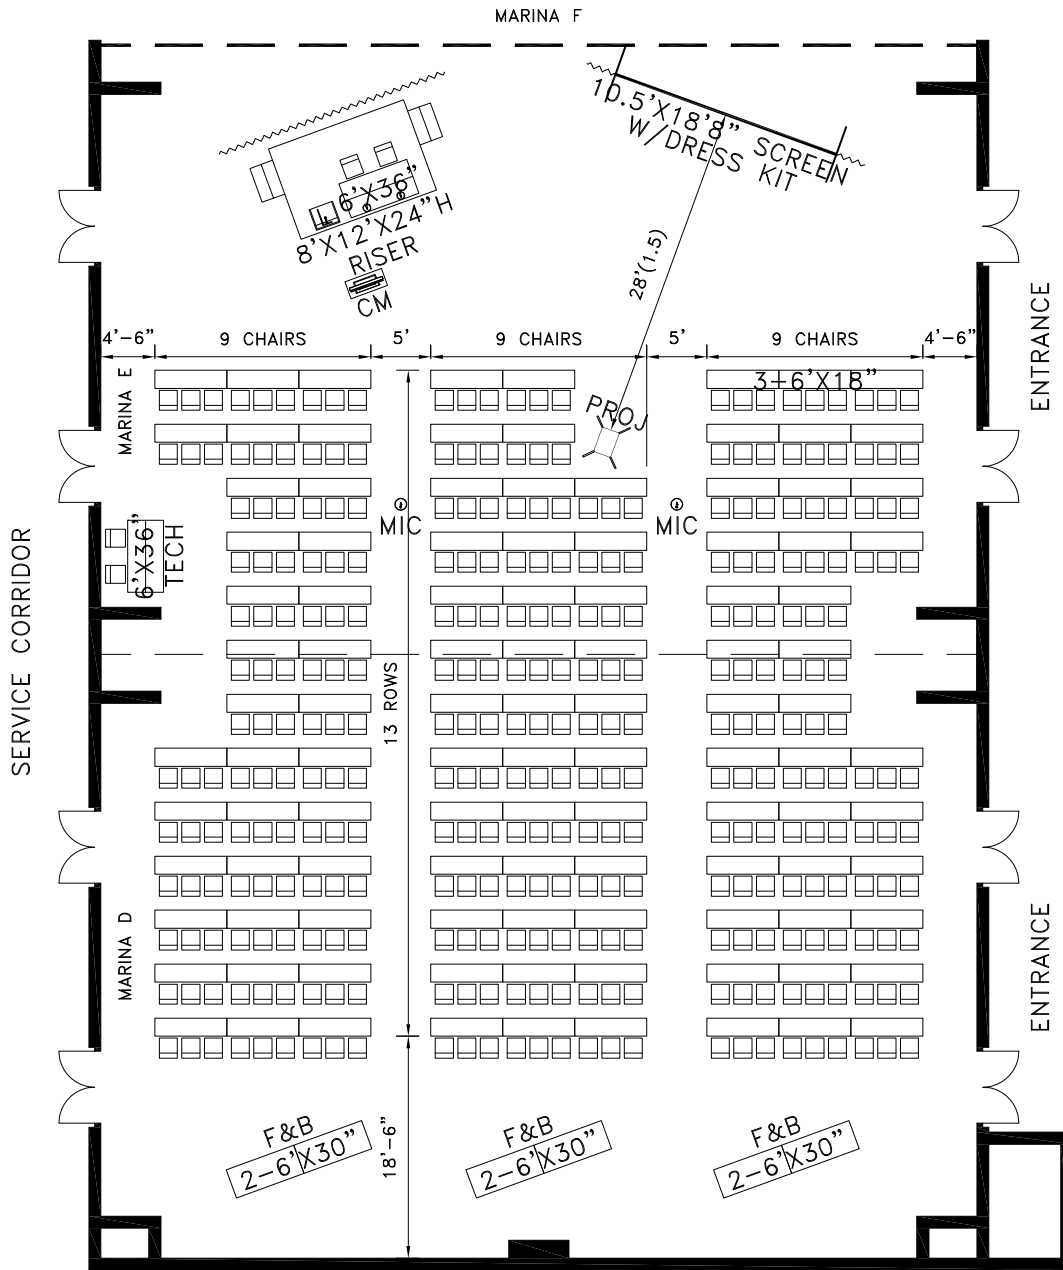 MARINA F
10.5'X18'8" SCREEN
W/DRESS KIT
6'X36"
8'X12'X24"H
RISER
CM
28'(1.5)
4'-6"
9 CHAIRS
5'
9 CHAIRS
5'
9 CHAIRS
4'-6"
ENTRANCE
MARINA E
3-6'X18"
PROJ
MIC
MIC
6'X36"
TECH
SERVICE CORRIDOR
13 ROWS
MARINA D
ENTRANCE
18'-6"
F&B
2-6'X30"
F&B
2-6'X30"
F&B
2-6'X30"